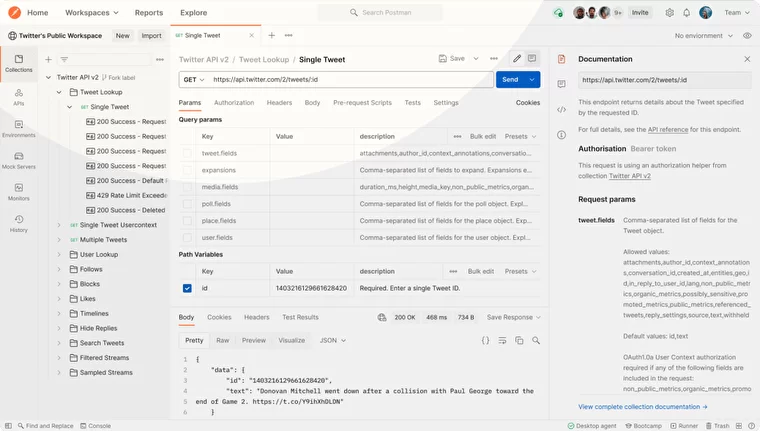 Home
Workspaces
Reports
Explore
Search Postman
9+
Invite
Team
Twitter's Public Workspace
New
Import
Single Tweet
No enviornment
Collections
APIs
Environments
Mock Servers
Monitors
History
Twitter API v2
Fork label
Tweet Lookup
GET Single Tweet
200 Success - Request
200 Success - Reques
200 Success - Reques
200 Success - Reques
200 Success - Default
429 Rate Limit Exceed
200 Success - Deleted
GET Single Tweet Usercontext
GET Multiple Tweets
User Lookup
Follows
Blocks
Likes
Timelines
Hide Replies
Search Tweets
Filtered Streams
Sampled Streams
Twitter API v2 / Tweet Lookup / Single Tweet
Save
GET
https://api.twitter.com/2/tweets/:id
Send
Params
Authorization
Headers
Body
Pre-request Scripts
Tests
Settings
Cookies
Query params
Key
Value
description
Bulk edit
Presets
tweet.fields
attachments,author_id,context_annotations,conversatio...
expansions
Comma-separated list of fields to expand. Expansions e...
media.fields
duration_ms,height,media_key,non_public_metrics,organ...
poll.fields
Comma-separated list of fields for the poll object. Expl...
place.fields
Comma-separated list of fields for the place object. Ex...
user.fields
Comma-separated list of fields for the user object. Expl...
Path Variables
Key
Value
description
Bulk edit
Presets
id
1403216129661628420
Required. Enter a single Tweet ID.
Body
Cookies
Headers
Test Results
200 OK
468 ms
734 B
Save Response
Pretty
Raw
Preview
Visualize
JSON
1 {
2 "data": {
3 "id": "1403216129661628420",
4 "text": "Donovan Mitchell went down after a collision with Paul George toward the
end of Game 2. https://t.co/Y9ihXhDLDN"
}
Documentation
https://api.twitter.com/2/tweets/:id
This endpoint returns details about the Tweet specified
by the requested ID.
For full details, see the API reference for this endpoint.
Authorisation Bearer token
This request is using an authorization helper from
collection Twitter API v2
Request params
tweet.fields
Comma-separated list of fields for the
Tweet object.
Allowed values:
attachments,author_id,context_annotation
s,conversation_id,created_at,entities,geo,i
d,in_reply_to_user_id,lang,non_public_met
rics,organic_metrics,possibly_sensitive,pro
moted_metrics,public_metrics,referenced_
tweets,reply_settings,source,text,withheld
Default values: id,text
OAuth1.0a User Context authorization
required if any of the following fields are
included in the request:
non_public_metrics,organic_metrics,promo
View complete collection documentation →
Find and Replace
Console
Desktop agent
Bootcamp
Runner
Trash